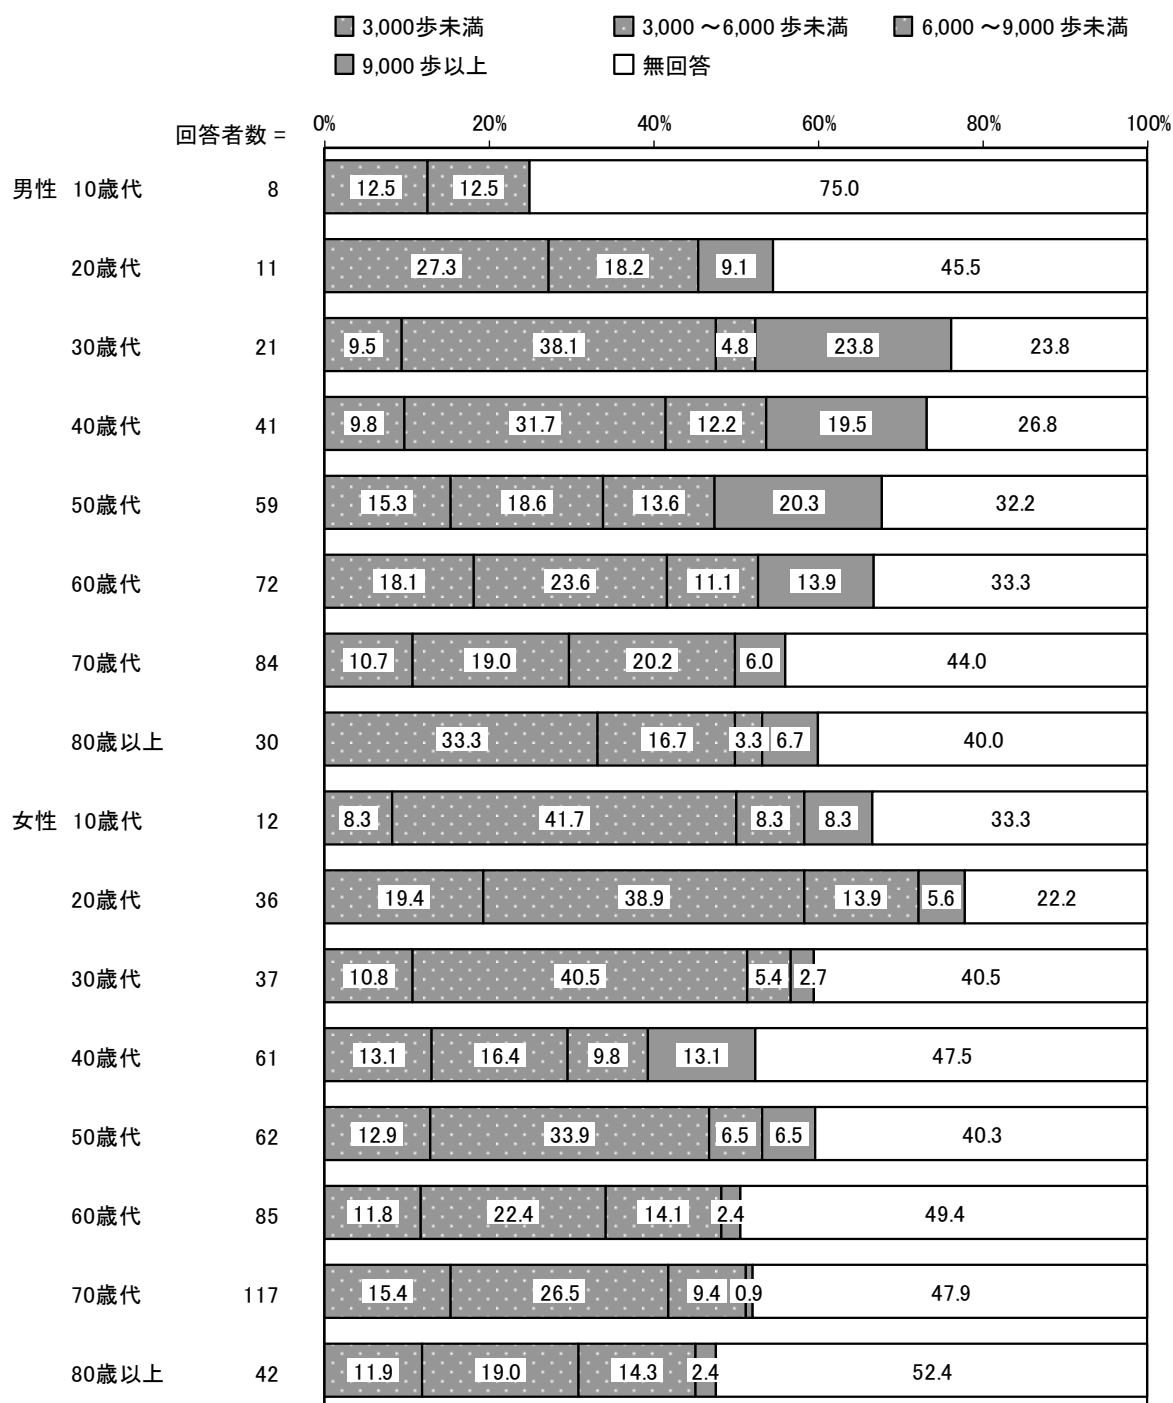 3,000歩未満 3,000 ～6,000 歩未満 6,000 ～9,000 歩未満
9,000 歩以上 無回答
回答者数 = 0% 20% 40% 60% 80% 100%
男性 10歳代 8 12.5 12.5 75.0
20歳代 11 27.3 18.2 9.1 45.5
30歳代 21 9.5 38.1 4.8 23.8 23.8
40歳代 41 9.8 31.7 12.2 19.5 26.8
50歳代 59 15.3 18.6 13.6 20.3 32.2
60歳代 72 18.1 23.6 11.1 13.9 33.3
70歳代 84 10.7 19.0 20.2 6.0 44.0
80歳以上 30 33.3 16.7 3.3 6.7 40.0
女性 10歳代 12 8.3 41.7 8.3 8.3 33.3
20歳代 36 19.4 38.9 13.9 5.6 22.2
30歳代 37 10.8 40.5 5.4 2.7 40.5
40歳代 61 13.1 16.4 9.8 13.1 47.5
50歳代 62 12.9 33.9 6.5 6.5 40.3
60歳代 85 11.8 22.4 14.1 2.4 49.4
70歳代 117 15.4 26.5 9.4 0.9 47.9
80歳以上 42 11.9 19.0 14.3 2.4 52.4